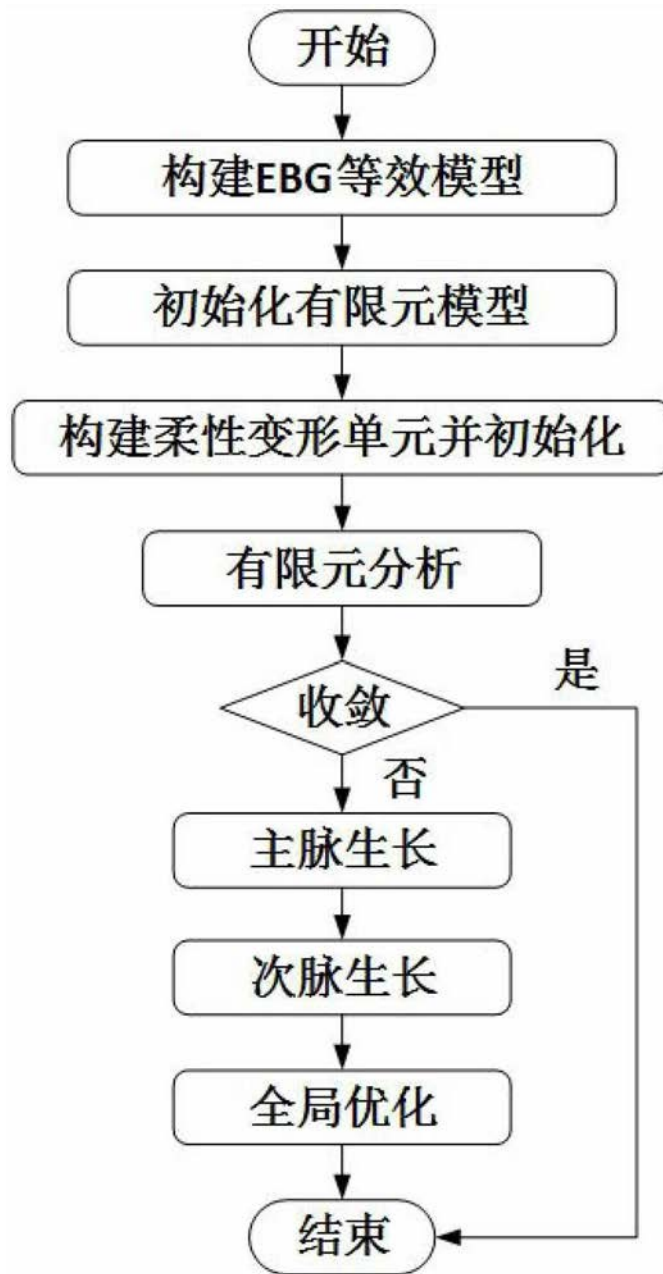 开始
构建EBG等效模型
初始化有限元模型
构建柔性变形单元并初始化
有限元分析
收敛
是
否
主脉生长
次脉生长
全局优化
结束